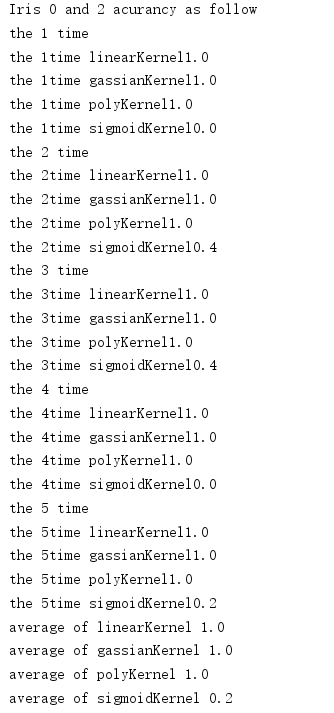 Iris 0 and 2 acurancy as follow
the 1 time
the 1time linearKernel1.0
the 1time gassianKernel1.0
the 1time polyKernel1.0
the 1time sigmoidKernel0.0
the 2 time
the 2time linearKernel1.0
the 2time gassianKernel1.0
the 2time polyKernel1.0
the 2time sigmoidKernel0.4
the 3 time
the 3time linearKernel1.0
the 3time gassianKernel1.0
the 3time polyKernel1.0
the 3time sigmoidKernel0.4
the 4 time
the 4time linearKernel1.0
the 4time gassianKernel1.0
the 4time polyKernel1.0
the 4time sigmoidKernel0.0
the 5 time
the 5time linearKernel1.0
the 5time gassianKernel1.0
the 5time polyKernel1.0
the 5time sigmoidKernel0.2
average of linearKernel 1.0
average of gassianKernel 1.0
average of polyKernel 1.0
average of sigmoidKernel 0.2